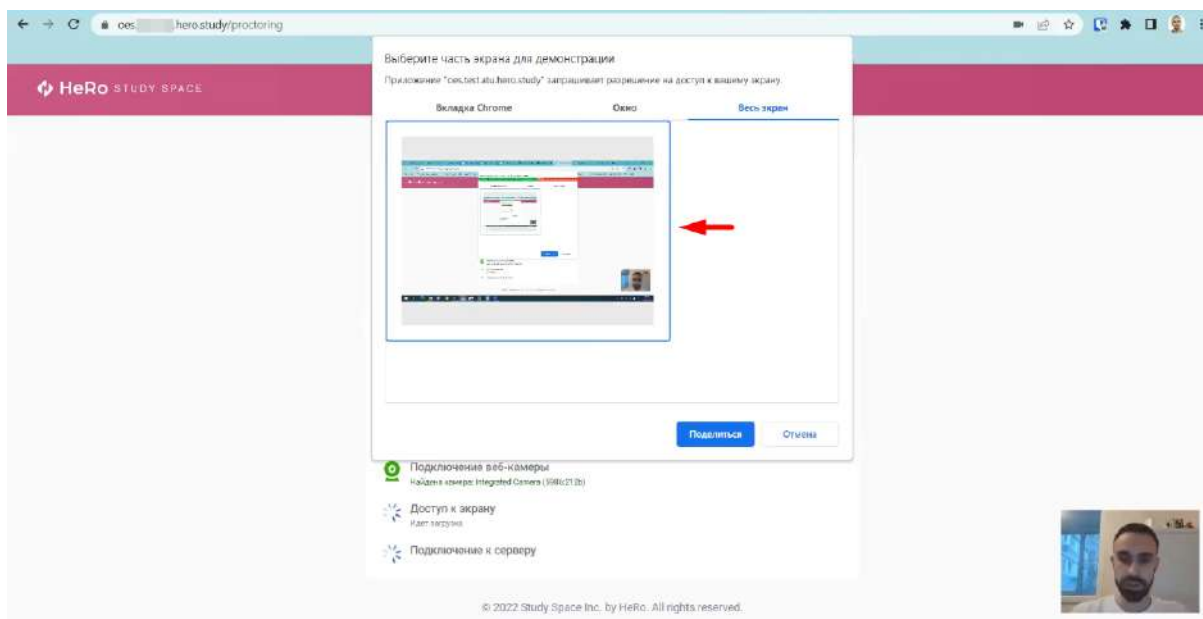 oes. .hero.study/proctoring
HeRo STUDY SPACE
Выберите часть экрана для демонстрации
Приложение "oes.test.atu.hero.study" запрашивает разрешение на доступ к вашему экрану.
Вкладка Chrome Окно Весь экран
Поделиться Отмена
Подключение веб-камеры
Найдена камера: Integrated Camera
Доступ к экрану
Идет загрузка
Подключение к серверу
© 2022 Study Space Inc. by HeRo. All rights reserved.